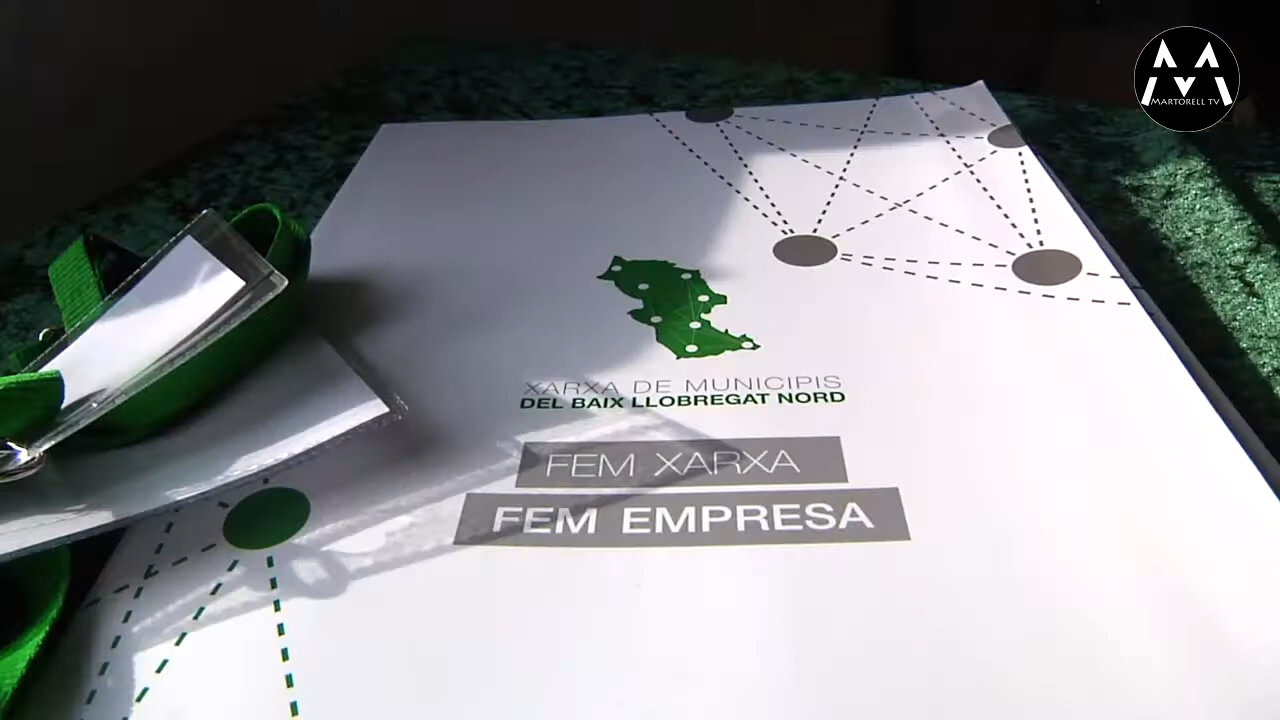 MARTORELL TV
XARXA DE MUNICIPIS
DEL BAIX LLOBREGAT NORD
FEM XARXA
FEM EMPRESA